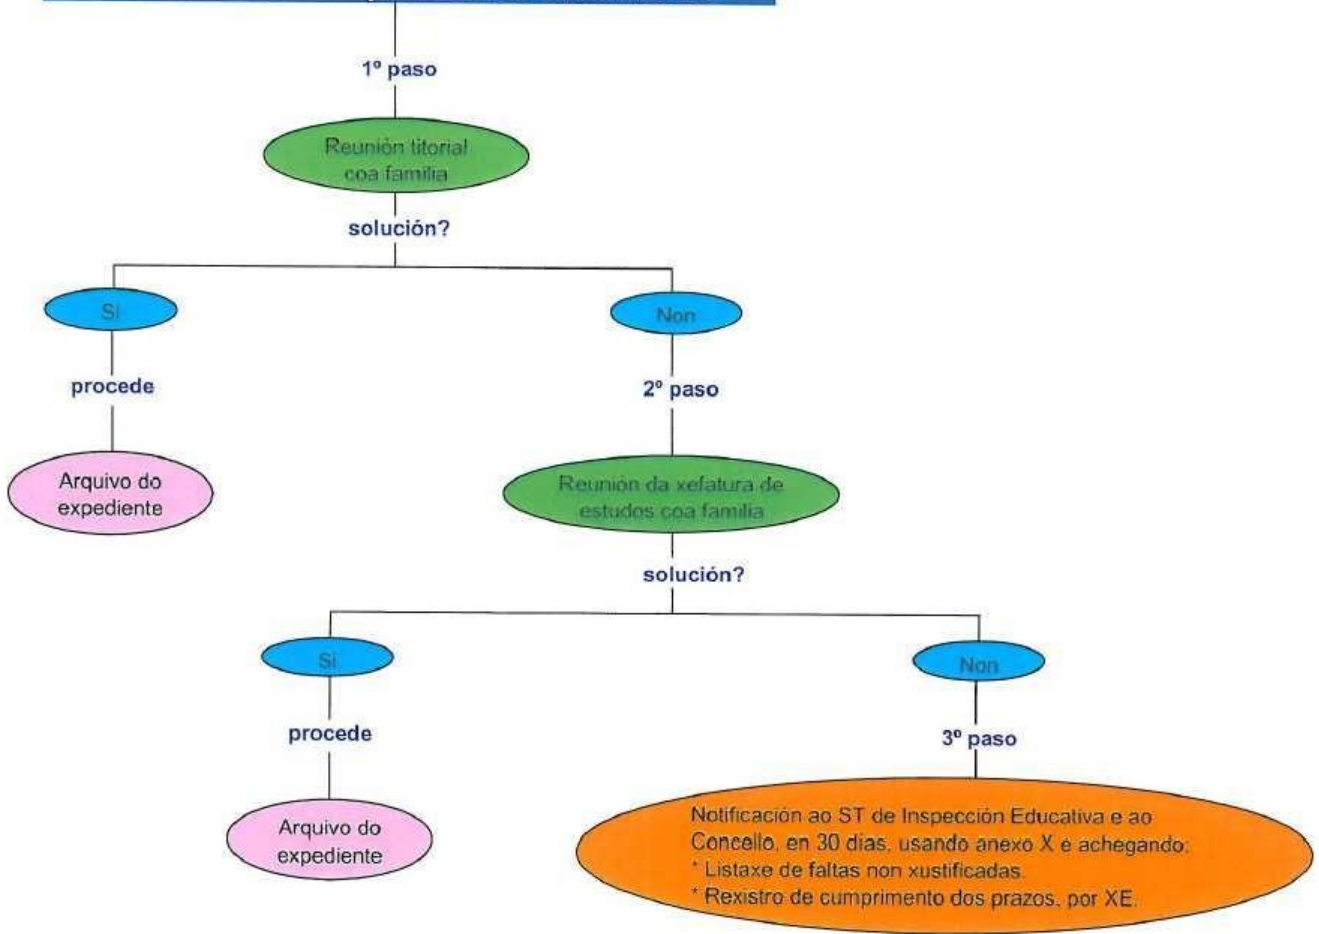 1º paso
Reunión titorial
coa familia
solución?
Si
Non
procede
2º paso
Arquivo do
expediente
Reunión da xefatura de
estudos coa familia
solución?
Si
Non
procede
3º paso
Arquivo do
expediente
Notificación ao ST de Inspección Educativa e ao
Concello, en 30 días, usando anexo X e achegando:
* Listaxe de faltas non xustificadas.
* Rexistro de cumprimento dos prazos, por XE.